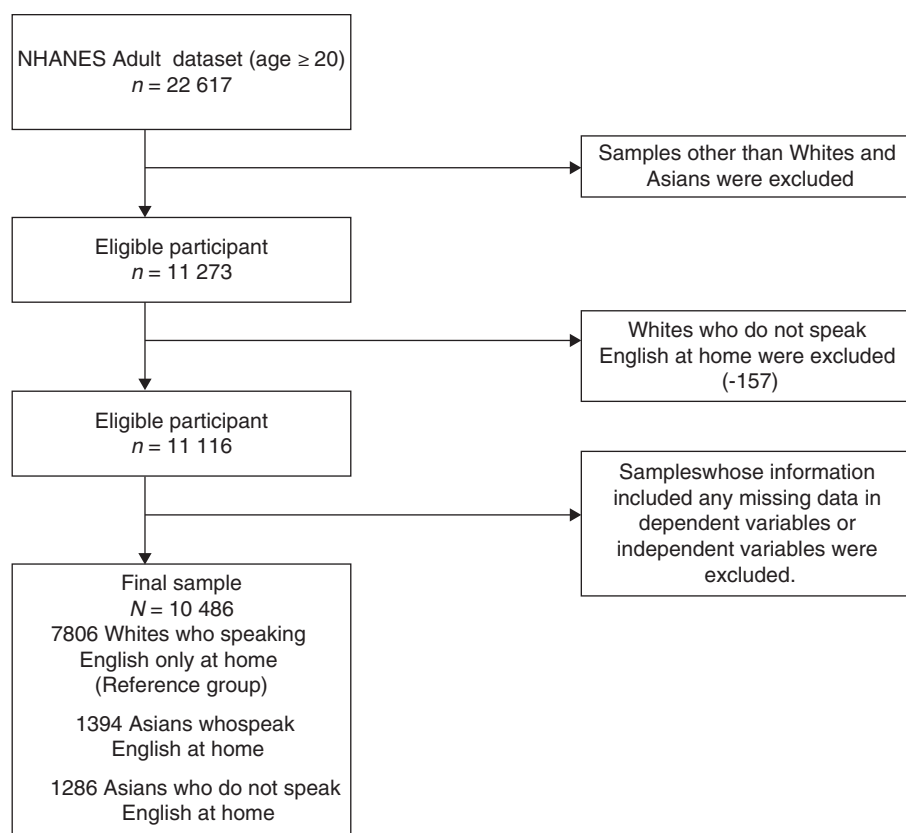 NHANES Adult dataset (age ≥ 20)
n = 22 617
Samples other than Whites and
Asians were excluded
Eligible participant
n = 11 273
Whites who do not speak
English at home were excluded
(-157)
Eligible participant
n = 11 116
Sampleswhose information
included any missing data in
dependent variables or
independent variables were
excluded.
Final sample
N = 10 486
7806 Whites who speaking
English only at home
(Reference group)
1394 Asians whospeak
English at home
1286 Asians who do not speak
English at home